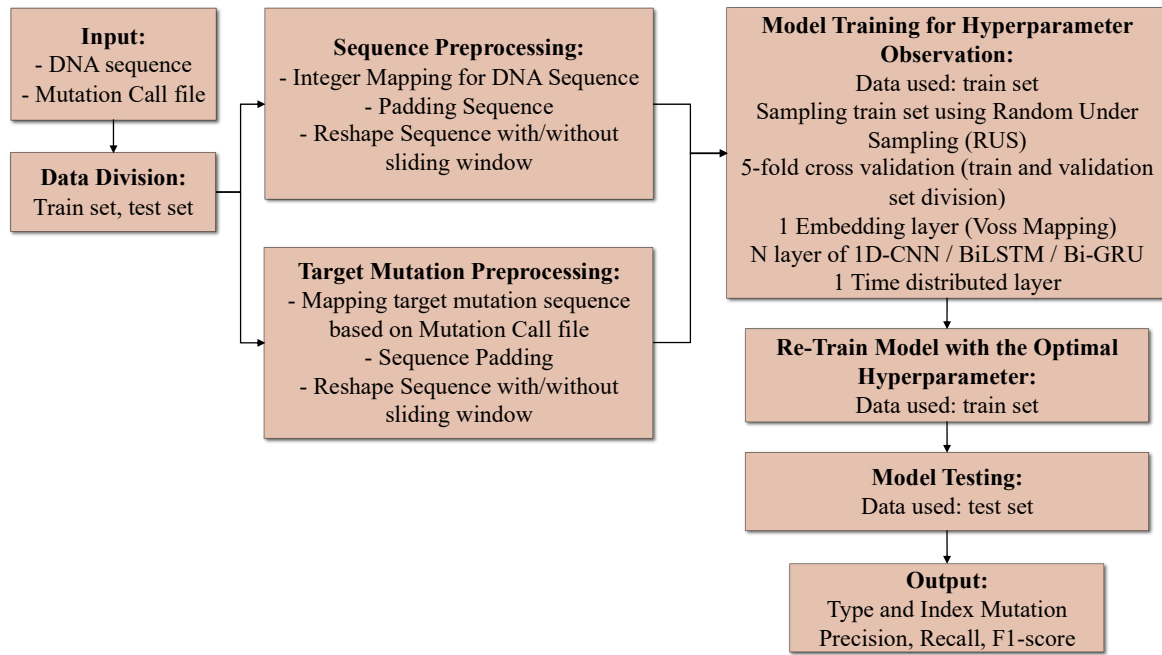 Input:
- DNA sequence
- Mutation Call file
Data Division:
Train set, test set
Sequence Preprocessing:
- Integer Mapping for DNA Sequence
- Padding Sequence
- Reshape Sequence with/without
sliding window
Target Mutation Preprocessing:
- Mapping target mutation sequence
based on Mutation Call file
- Sequence Padding
- Reshape Sequence with/without
sliding window
Model Training for Hyperparameter
Observation:
Data used: train set
Sampling train set using Random Under
Sampling (RUS)
5-fold cross validation (train and validation
set division)
1 Embedding layer (Voss Mapping)
N layer of 1D-CNN / BiLSTM / Bi-GRU
1 Time distributed layer
Re-Train Model with the Optimal
Hyperparameter:
Data used: train set
Model Testing:
Data used: test set
Output:
Type and Index Mutation
Precision, Recall, F1-score